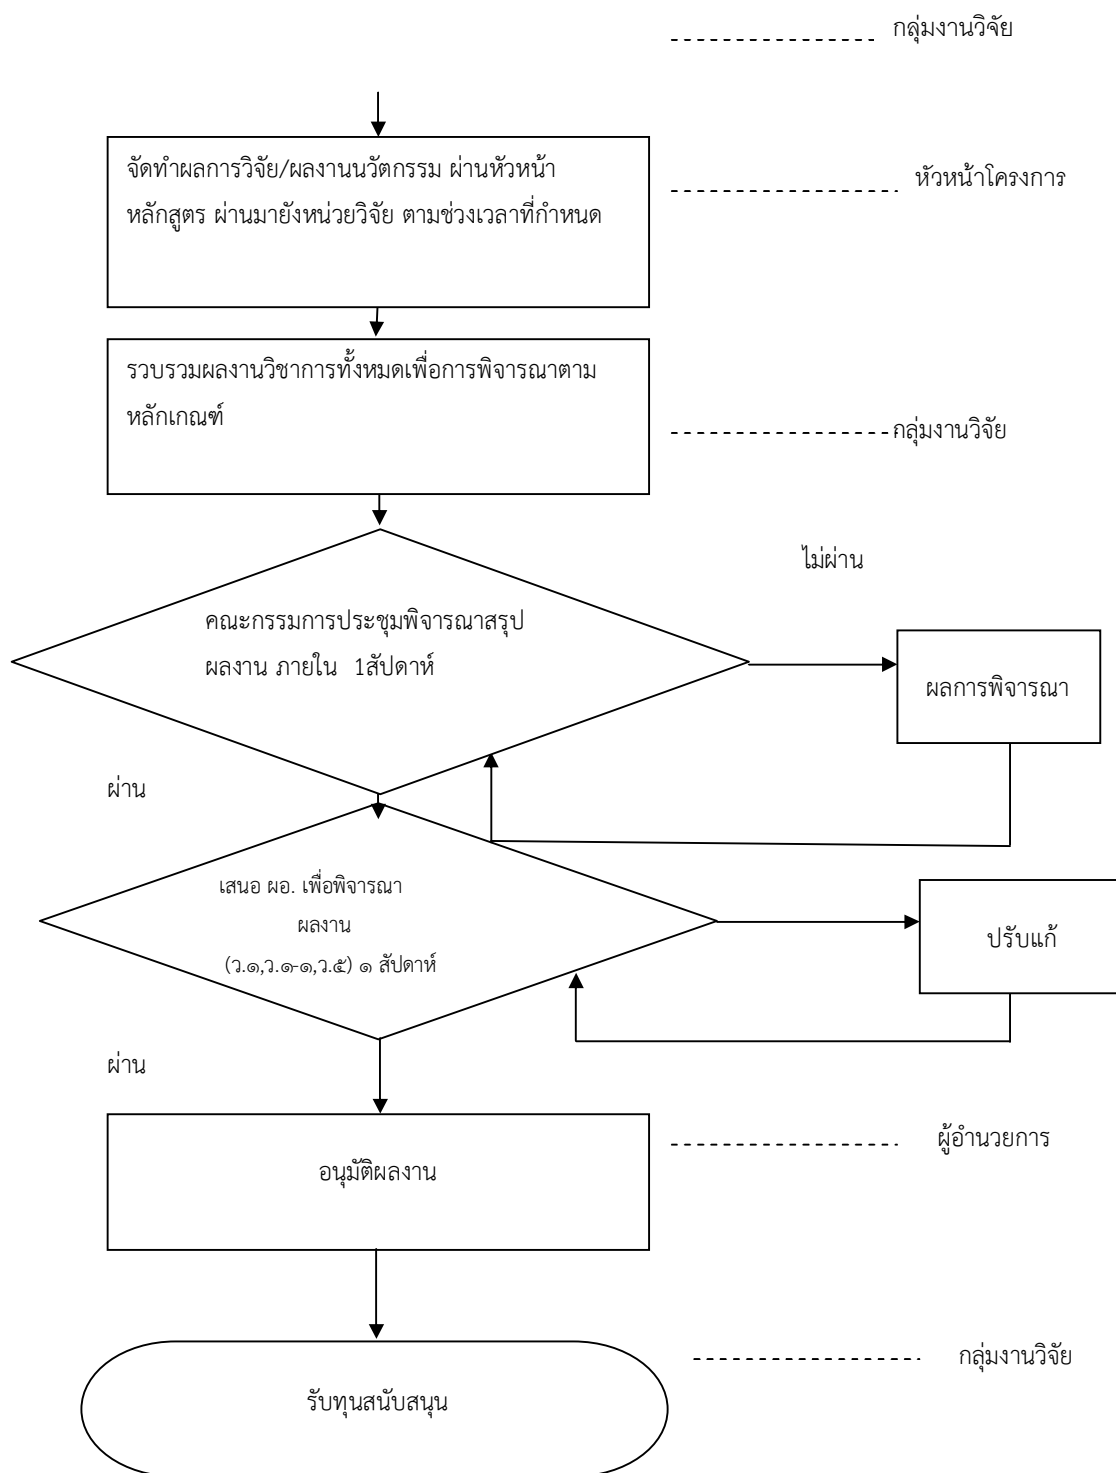 กลุ่มงานวิจัย
จัดทำผลการวิจัย/ผลงานนวัตกรรม ผ่านหัวหน้า
หลักสูตร ผ่านมายังหน่วยวิจัย ตามช่วงเวลาที่กำหนด
หัวหน้าโครงการ
รวบรวมผลงานวิชาการทั้งหมดเพื่อการพิจารณาตาม
หลักเกณฑ์
กลุ่มงานวิจัย
ไม่ผ่าน
คณะกรรมการประชุมพิจารณาสรุป
ผลงาน ภายใน  1สัปดาห์
ผลการพิจารณา
ผ่าน
เสนอ ผอ. เพื่อพิจารณา
ผลงาน
(ว.๑,ว.๑-๑,ว.๕) ๑ สัปดาห์
ปรับแก้
ผ่าน
อนุมัติผลงาน
ผู้อำนวยการ
รับทุนสนับสนุน
กลุ่มงานวิจัย